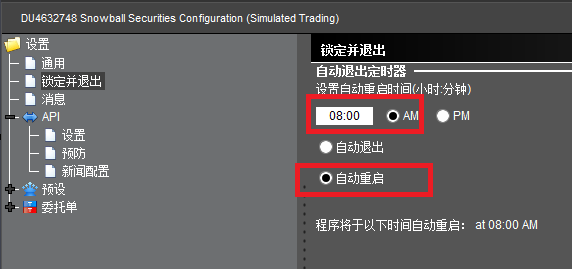 DU4632748 Snowball Securities Configuration (Simulated Trading)
设置
通用
锁定并退出
消息
API
设置
预防
新闻配置
预设
委托单
锁定并退出
自动退出定时器
设置自动重启时间(小时:分钟)
08:00 AM PM
自动退出
自动重启
程序将于以下时间自动重启： at 08:00 AM